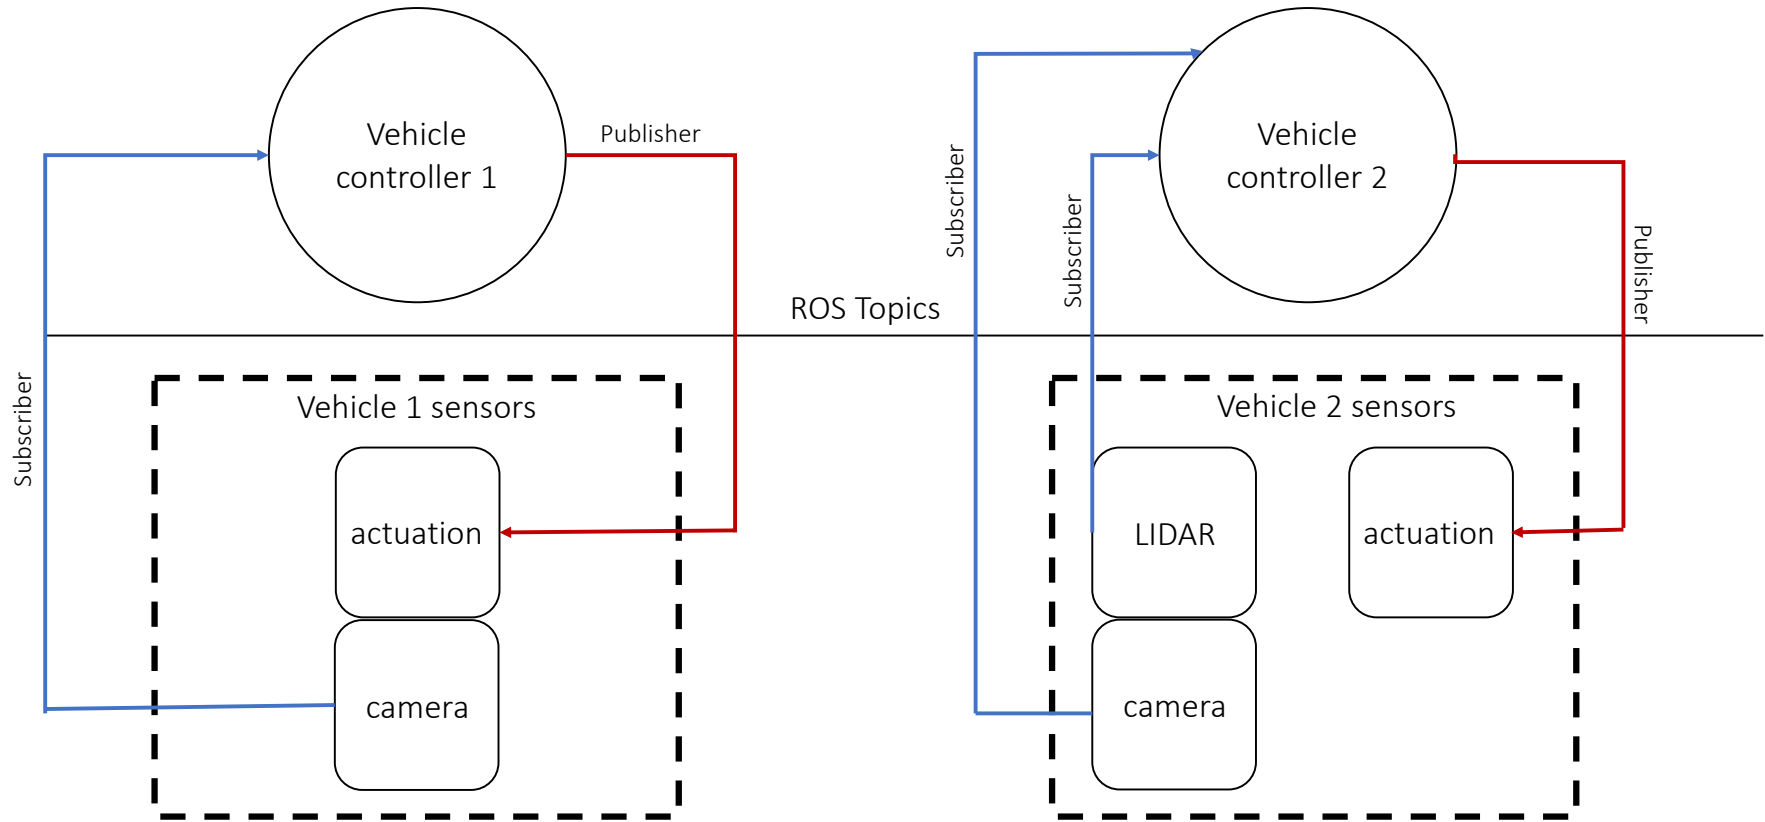 Vehicle
controller 1
Publisher
Subscriber
Vehicle
controller 2
Subscriber
Subscriber
Publisher
ROS Topics
Vehicle 1 sensors
actuation
camera
Vehicle 2 sensors
LIDAR
actuation
camera